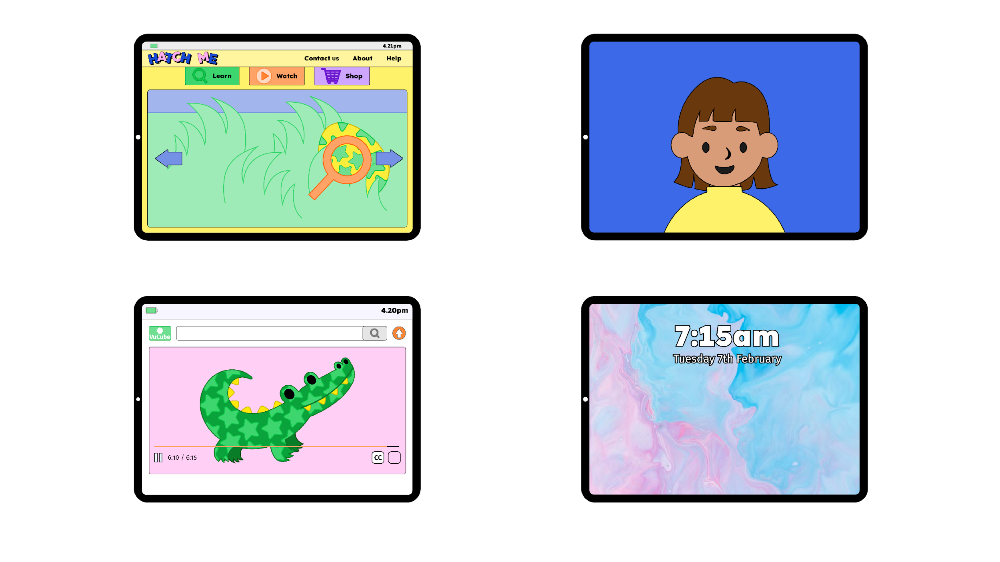 4.21pm
HATCH ME
Contact us About Help
Learn Watch Shop
4.20pm
VuCube
6:10 / 6:15
CC
7:15am
Tuesday 7th February